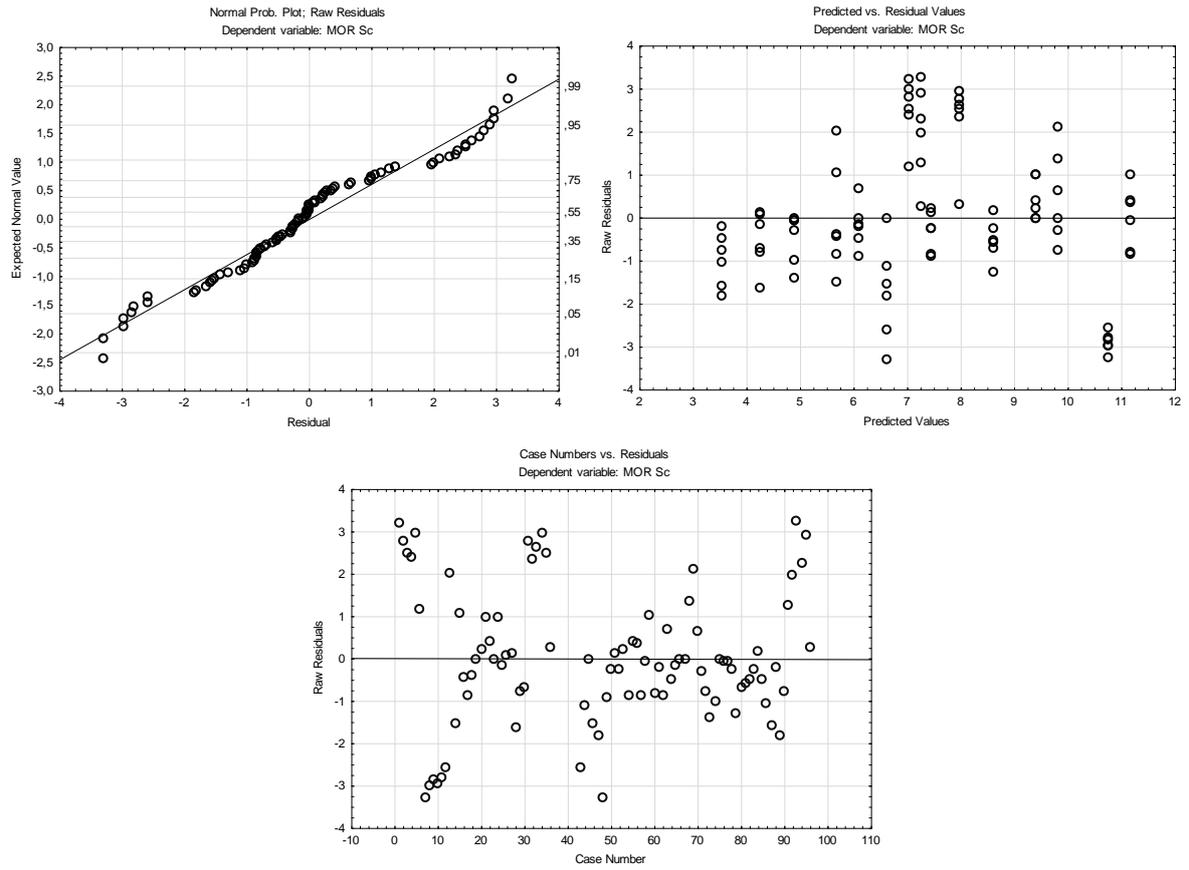 Normal Prob. Plot; Raw Residuals
Dependent variable: MOR Sc
3,0
2,5
2,0
1,5
1,0
0,5
0,0
-0,5
-1,0
-1,5
-2,0
-2,5
-3,0
Expected Normal Value
,99
,95
,75
,55
,35
,15
,05
,01
-4 -3 -2 -1 0 1 2 3 4
Residual
Predicted vs. Residual Values
Dependent variable: MOR Sc
4
3
2
1
0
-1
-2
-3
-4
Raw Residuals
2 3 4 5 6 7 8 9 10 11 12
Predicted Values
Case Numbers vs. Residuals
Dependent variable: MOR Sc
4
3
2
1
0
-1
-2
-3
-4
Raw Residuals
-10 0 10 20 30 40 50 60 70 80 90 100 110
Case Number